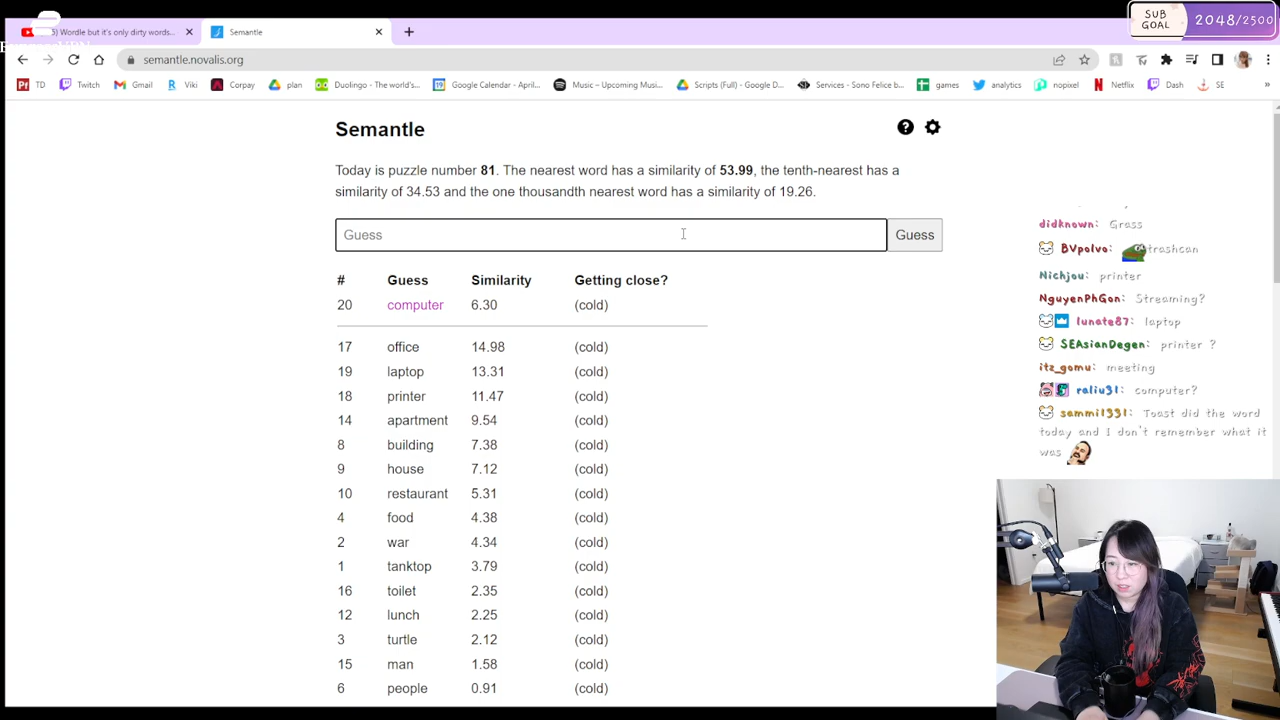 SUB GOAL 2048/2500
5) Wordle but it's only dirty words...
Semantle
semantle.novalis.org
TD Twitch Gmail Viki Corpay plan Duolingo - The world's... Google Calendar - April... Music – Upcoming Musi... Scripts (Full) - Google D... Services - Sono Felice b... games analytics nopixel Netflix Dash SE
Semantle
Today is puzzle number 81. The nearest word has a similarity of 53.99, the tenth-nearest has a
similarity of 34.53 and the one thousandth nearest word has a similarity of 19.26.
Guess Guess
# Guess Similarity Getting close?
20 computer 6.30 (cold)
17 office 14.98 (cold)
19 laptop 13.31 (cold)
18 printer 11.47 (cold)
14 apartment 9.54 (cold)
8 building 7.38 (cold)
9 house 7.12 (cold)
10 restaurant 5.31 (cold)
4 food 4.38 (cold)
2 war 4.34 (cold)
1 tanktop 3.79 (cold)
16 toilet 2.35 (cold)
12 lunch 2.25 (cold)
3 turtle 2.12 (cold)
15 man 1.58 (cold)
6 people 0.91 (cold)
didknown: Grass
BVpolvo: trashcan
Nichjou: printer
NguyenPhGon: Streaming?
lunate87: laptop
SEAsianDegen: printer ?
itz_gomu: meeting
raliu31: computer?
sammi1331: Toast did the word
today and I don't remember what it
was